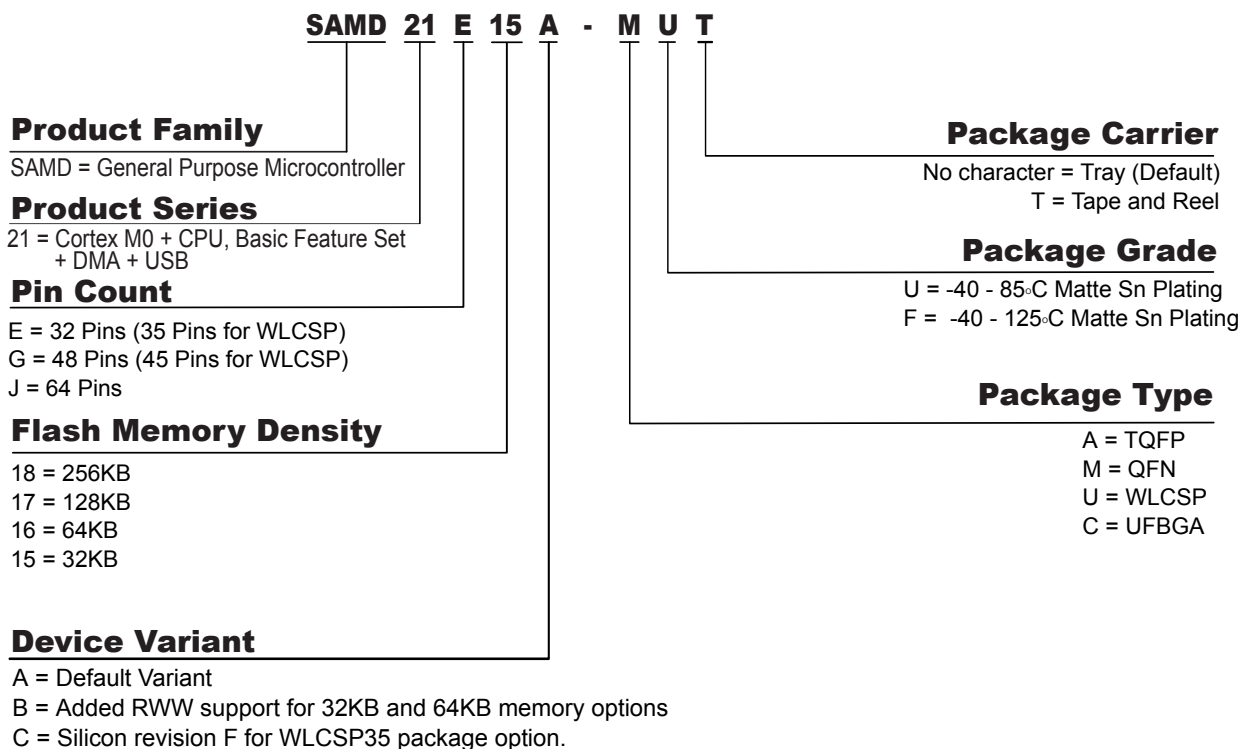 SAMD 21 E 15 A - M U T
Product Family
SAMD = General Purpose Microcontroller
Product Series
21 = Cortex M0 + CPU, Basic Feature Set
+ DMA + USB
Pin Count
E = 32 Pins (35 Pins for WLCSP)
G = 48 Pins (45 Pins for WLCSP)
J = 64 Pins
Flash Memory Density
18 = 256KB
17 = 128KB
16 = 64KB
15 = 32KB
Device Variant
A = Default Variant
B = Added RWW support for 32KB and 64KB memory options
C = Silicon revision F for WLCSP35 package option.
Package Carrier
No character = Tray (Default)
T = Tape and Reel
Package Grade
U = -40 - 85◦C Matte Sn Plating
F = -40 - 125◦C Matte Sn Plating
Package Type
A = TQFP
M = QFN
U = WLCSP
C = UFBGA